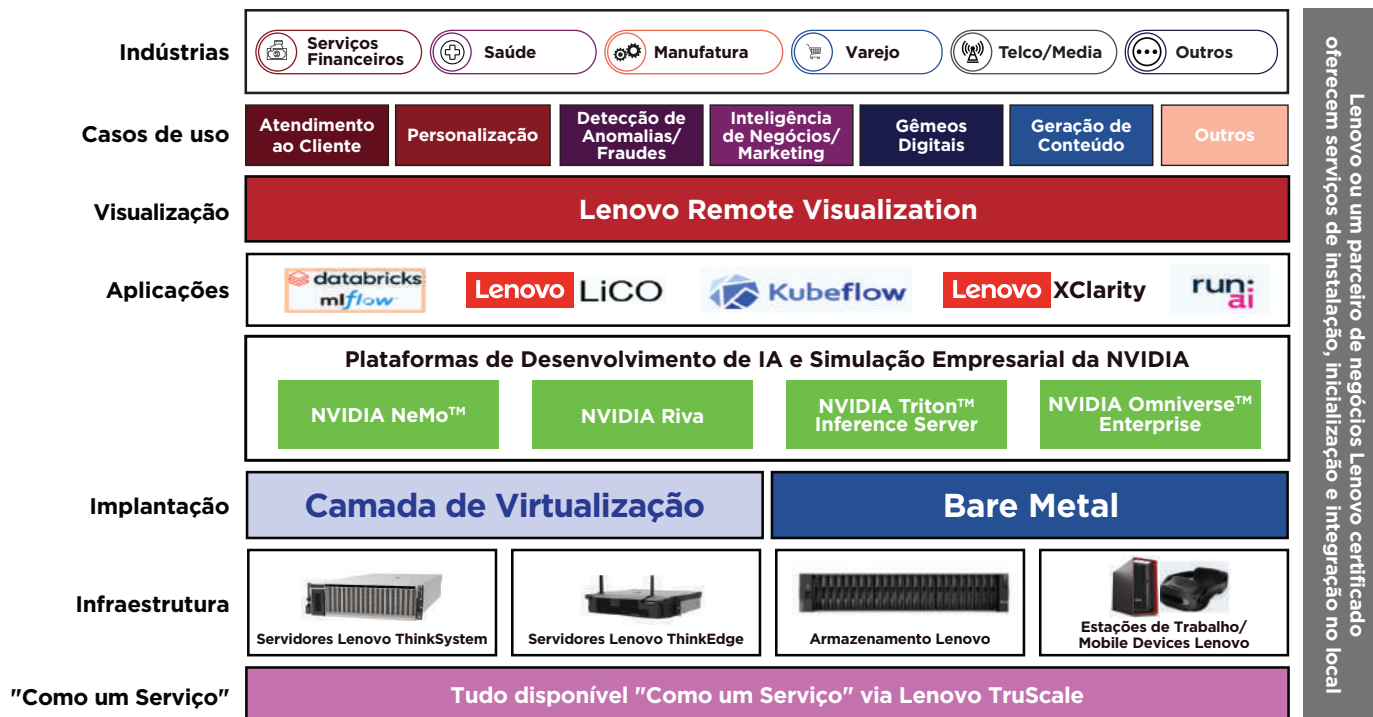 Indústrias
Serviços
Financeiros
Saúde
Manufatura
Varejo
Telco/Media
Outros
Casos de uso
Atendimento
ao Cliente
Personalização
Detecção de
Anomalias/
Fraudes
Inteligência
de Negócios/
Marketing
Gêmeos
Digitais
Geração de
Conteúdo
Outros
Visualização
Lenovo Remote Visualization
Aplicações
databricks
mlflow
Lenovo LiCO
Kubeflow
Lenovo XClarity
run:
ai
Plataformas de Desenvolvimento de IA e Simulação Empresarial da NVIDIA
NVIDIA NeMo™
NVIDIA Riva
NVIDIA Triton™
Inference Server
NVIDIA Omniverse™
Enterprise
Implantação
Camada de Virtualização
Bare Metal
Infraestrutura
Servidores Lenovo ThinkSystem
Servidores Lenovo ThinkEdge
Armazenamento Lenovo
Estações de Trabalho/
Mobile Devices Lenovo
"Como um Serviço"
Tudo disponível "Como um Serviço" via Lenovo TruScale
Lenovo ou um parceiro de negócios Lenovo certificado
oferecem serviços de instalação, inicialização e integração no local